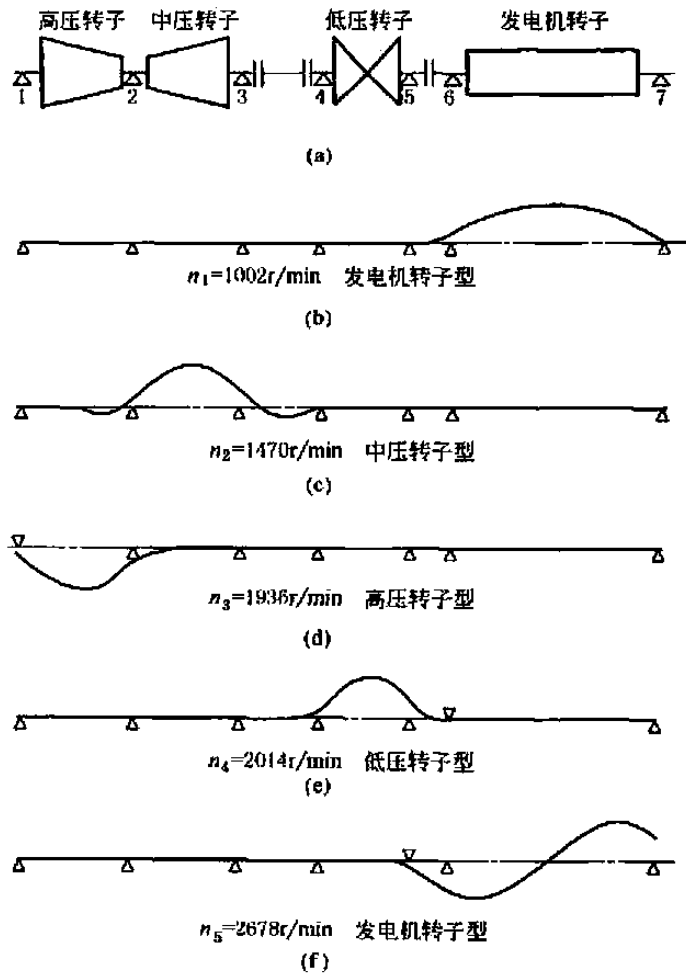 高压转子 中压转子 低压转子 发电机转子
1 2 3 4 5 6 7
(a)
n₁=1002r/min 发电机转子型
(b)
n₂=1470r/min 中压转子型
(c)
n₃=1936r/min 高压转子型
(d)
n₄=2014r/min 低压转子型
(e)
n₅=2678r/min 发电机转子型
(f)